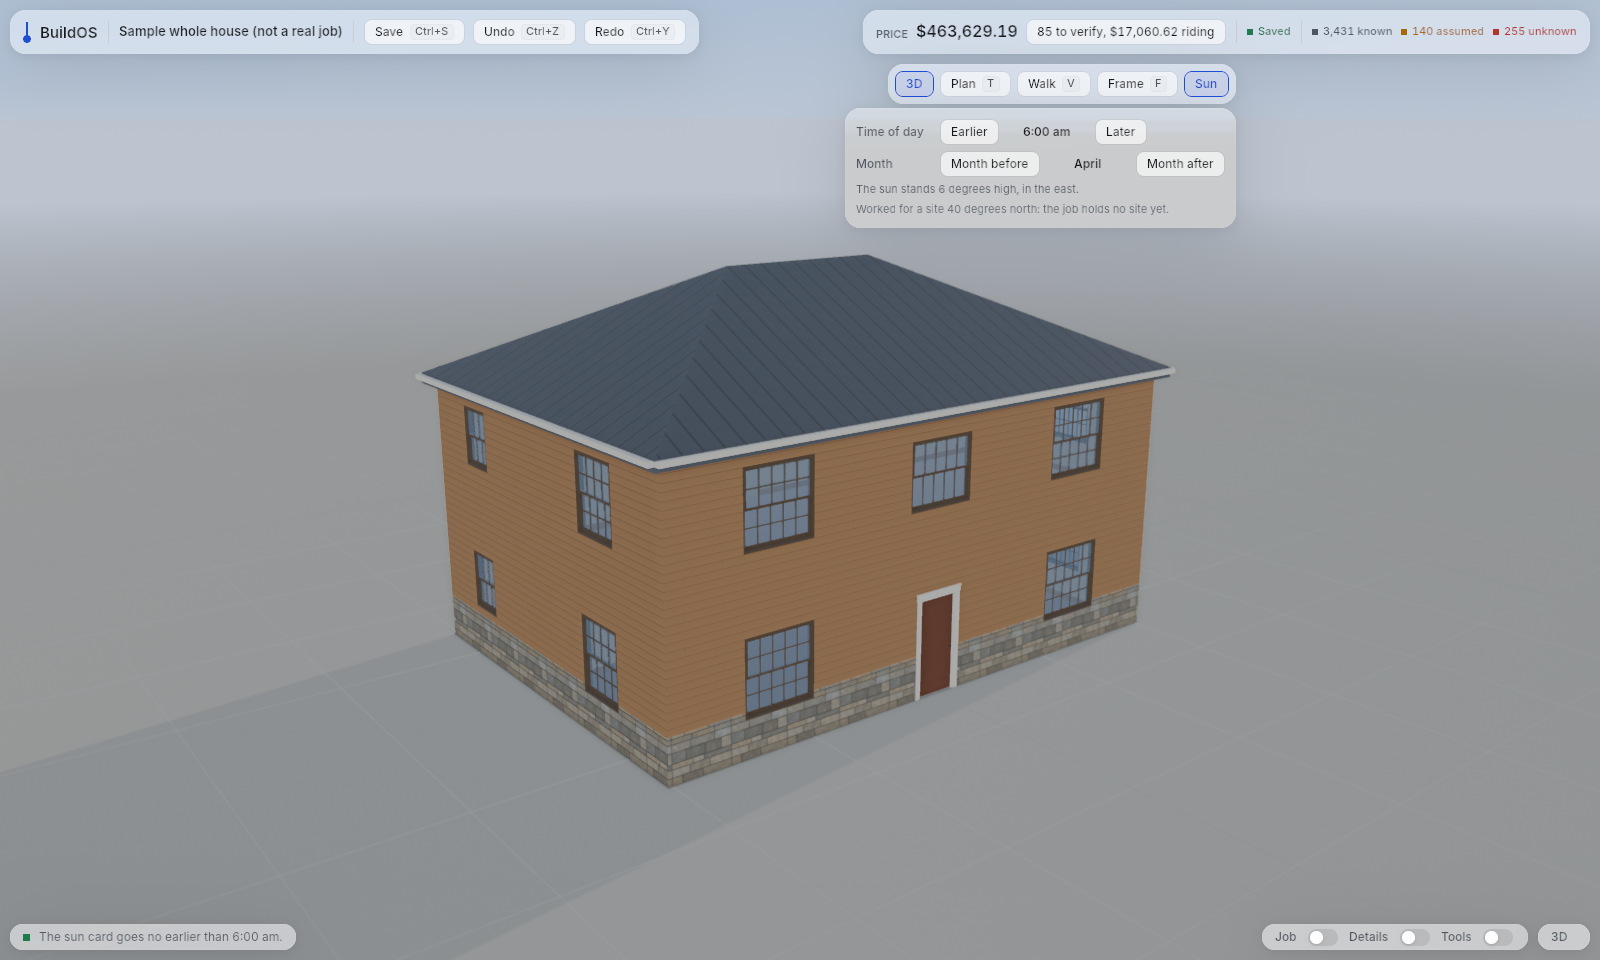 BuildOS Sample whole house (not a real job) Save Ctrl+S Undo Ctrl+Z Redo Ctrl+Y
PRICE $463,629.19 85 to verify, $17,060.62 riding Saved 3,431 known 140 assumed 255 unknown
3D Plan T Walk V Frame F Sun
Time of day Earlier 6:00 am Later
Month Month before April Month after
The sun stands 6 degrees high, in the east.
Worked for a site 40 degrees north: the job holds no site yet.
The sun card goes no earlier than 6:00 am.
Job Details Tools 3D